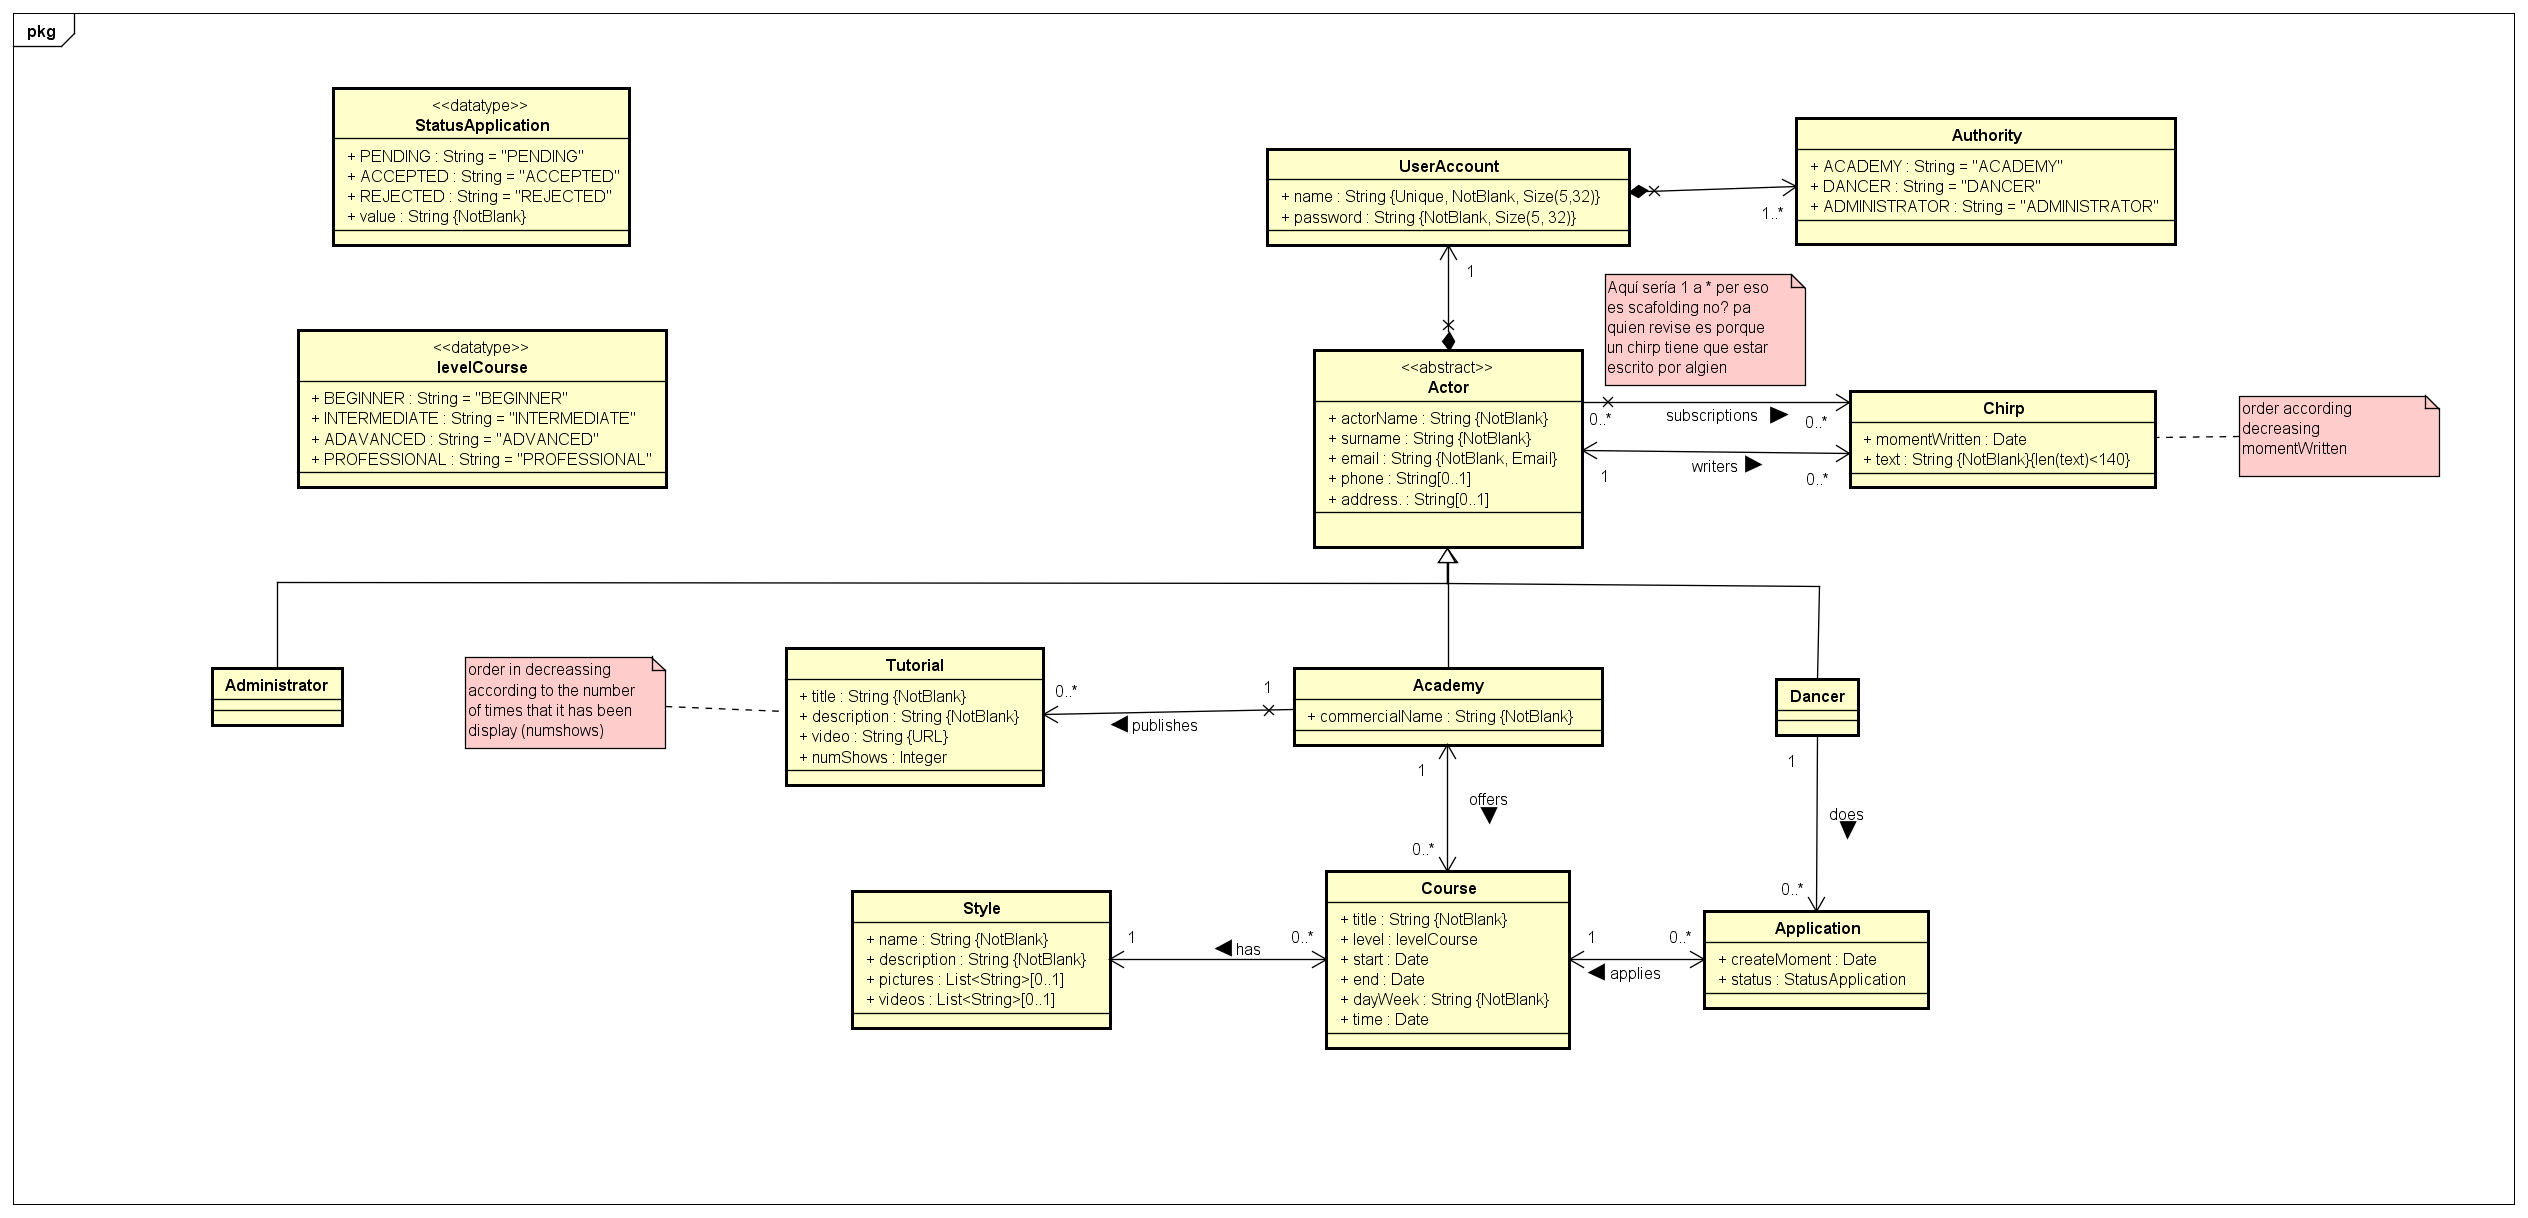 pkg
<<datatype>>
StatusApplication
+ PENDING : String = "PENDING"
+ ACCEPTED : String = "ACCEPTED"
+ REJECTED : String = "REJECTED"
+ value : String {NotBlank}
<<datatype>>
levelCourse
+ BEGINNER : String = "BEGINNER"
+ INTERMEDIATE : String = "INTERMEDIATE"
+ ADAVANCED : String = "ADVANCED"
+ PROFESSIONAL : String = "PROFESSIONAL"
UserAccount
+ name : String {Unique, NotBlank, Size(5,32)}
+ password : String {NotBlank, Size(5, 32)}
1..*
Authority
+ ACADEMY : String = "ACADEMY"
+ DANCER : String = "DANCER"
+ ADMINISTRATOR : String = "ADMINISTRATOR"
1
Aquí sería 1 a * per eso
es scafolding no? pa
quien revise es porque
un chirp tiene que estar
escrito por algien
<<abstract>>
Actor
+ actorName : String {NotBlank}
+ surname : String {NotBlank}
+ email : String {NotBlank, Email}
+ phone : String[0..1]
+ address. : String[0..1]
0..*
subscriptions
0..*
1
writers
0..*
Chirp
+ momentWritten : Date
+ text : String {NotBlank}{len(text)<140}
order according
decreasing
momentWritten
Administrator
order in decreassing
according to the number
of times that it has been
display (numshows)
Tutorial
+ title : String {NotBlank}
+ description : String {NotBlank}
+ video : String {URL}
+ numShows : Integer
0..*
publishes
1
Academy
+ commercialName : String {NotBlank}
Dancer
1
offers
0..*
1
does
0..*
Style
+ name : String {NotBlank}
+ description : String {NotBlank}
+ pictures : List<String>[0..1]
+ videos : List<String>[0..1]
1
has
0..*
Course
+ title : String {NotBlank}
+ level : levelCourse
+ start : Date
+ end : Date
+ dayWeek : String {NotBlank}
+ time : Date
1
applies
0..*
Application
+ createMoment : Date
+ status : StatusApplication